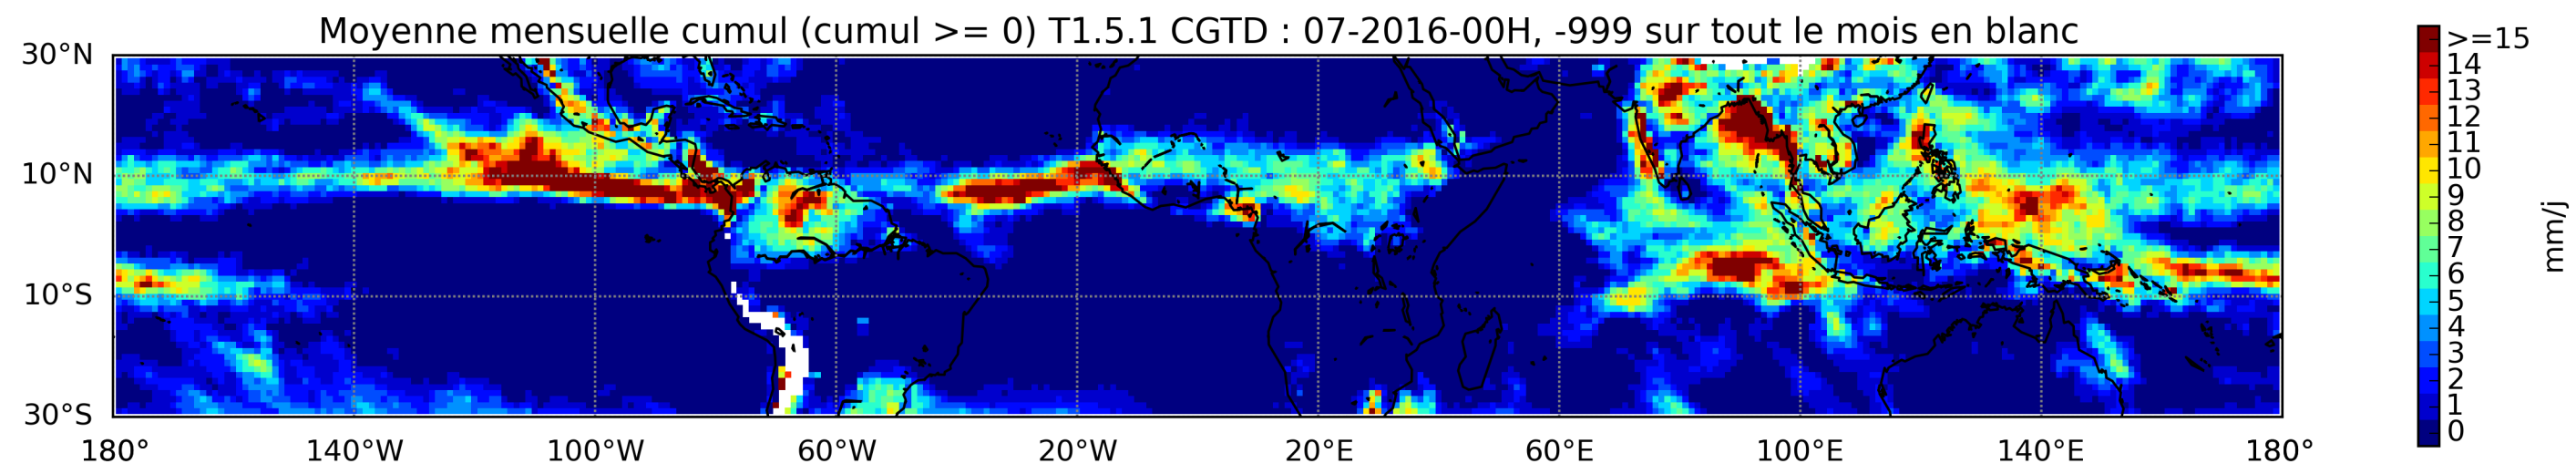 Moyenne mensuelle cumul (cumul >= 0) T1.5.1 CGTD : 07-2016-00H, -999 sur tout le mois en blanc
30°N
10°N
10°S
30°S
180° 140°W 100°W 60°W 20°W 20°E 60°E 100°E 140°E 180°
>=15
14
13
12
11
10
9
8
7
6
5
4
3
2
1
0
mm/j